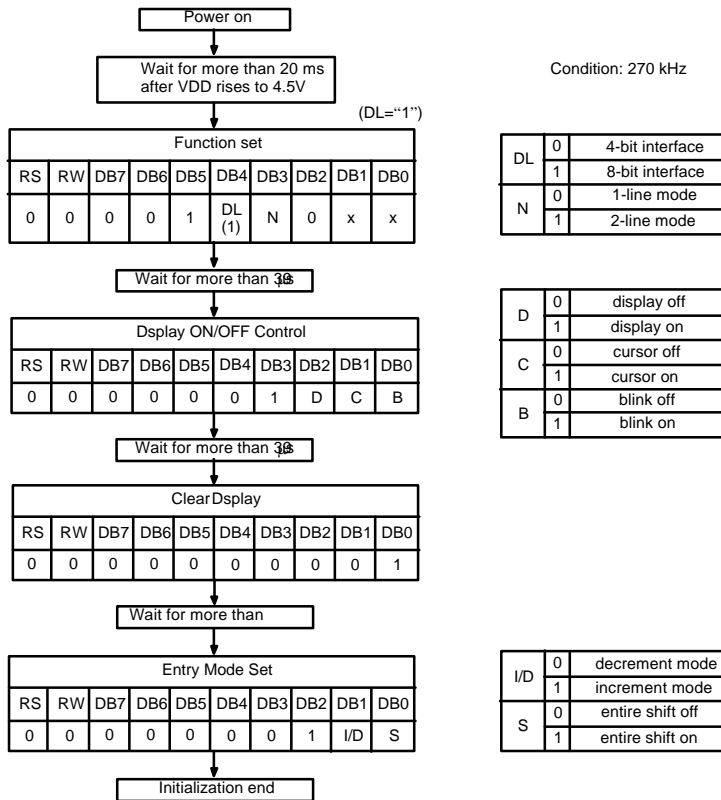 Power on
Wait for more than 20 ms
after VDD rises to 4.5V
Condition: 270 kHz
(DL=“1”)
Function set
RS RW DB7 DB6 DB5 DB4 DB3 DB2 DB1 DB0
0 0 0 0 1 DL (1) N 0 x x
DL 0 4-bit interface
1 8-bit interface
N 0 1-line mode
1 2-line mode
Wait for more than
Dsplay ON/OFF Control
RS RW DB7 DB6 DB5 DB4 DB3 DB2 DB1 DB0
0 0 0 0 0 0 1 D C B
D 0 display off
1 display on
C 0 cursor off
1 cursor on
B 0 blink off
1 blink on
Wait for more than
Clear Dsplay
RS RW DB7 DB6 DB5 DB4 DB3 DB2 DB1 DB0
0 0 0 0 0 0 0 0 0 1
Wait for more than
Entry Mode Set
RS RW DB7 DB6 DB5 DB4 DB3 DB2 DB1 DB0
0 0 0 0 0 0 0 1 I/D S
I/D 0 decrement mode
1 increment mode
S 0 entire shift off
1 entire shift on
Initialization end